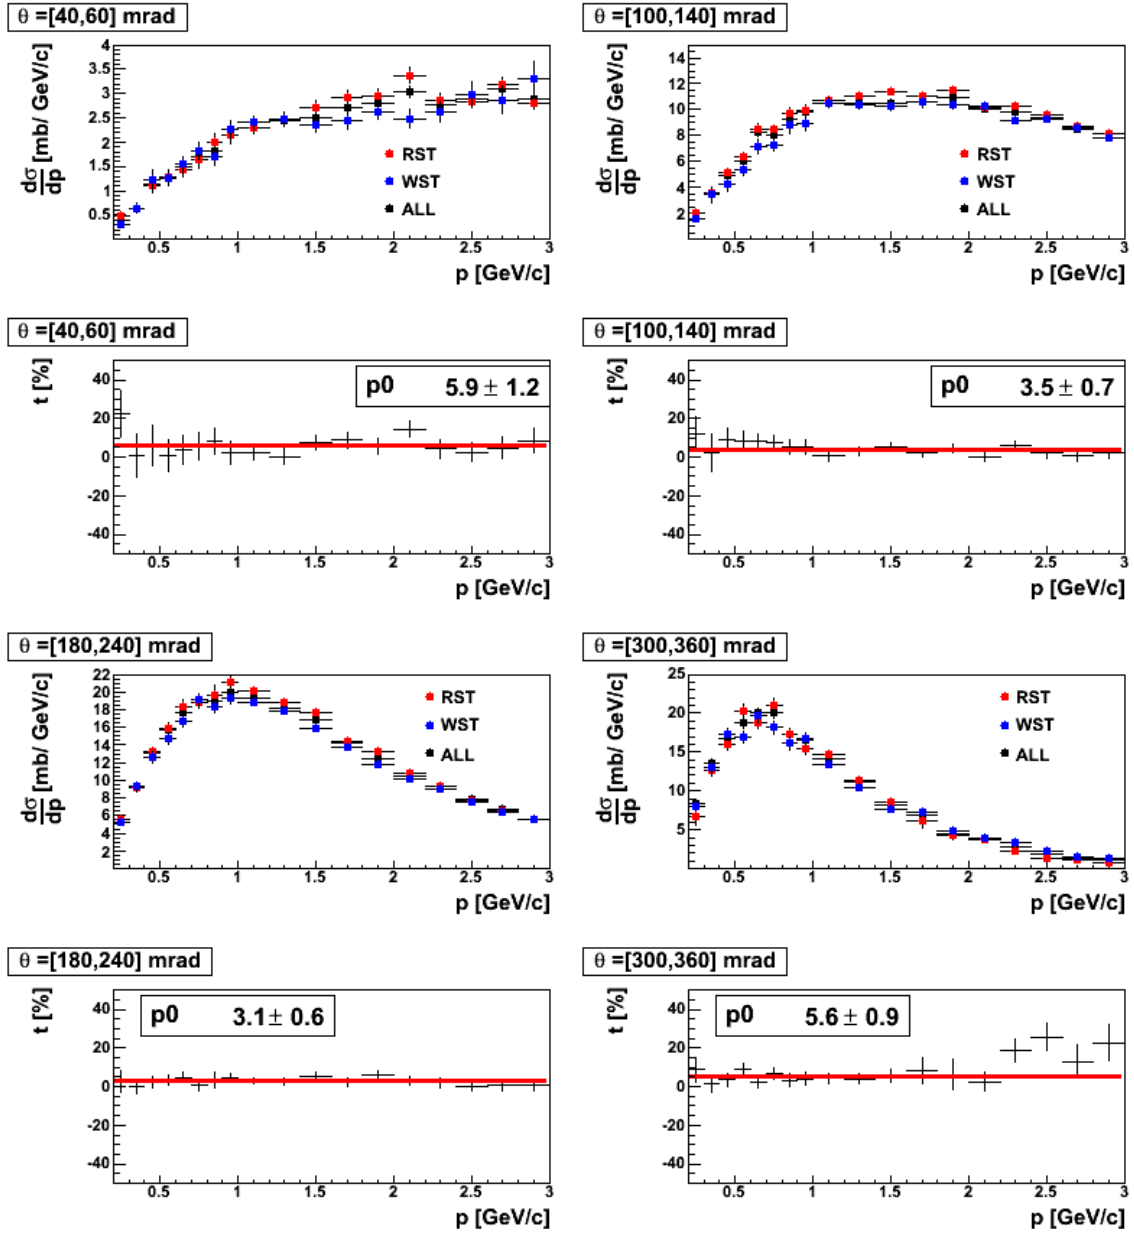 θ =[40,60] mrad
dσ/dp [mb/ GeV/c]
4
3.5
3
2.5
2
1.5
1
0.5
RST
WST
ALL
0.5 1 1.5 2 2.5 3
p [GeV/c]
θ =[100,140] mrad
dσ/dp [mb/ GeV/c]
14
12
10
8
6
4
2
RST
WST
ALL
0.5 1 1.5 2 2.5 3
p [GeV/c]
θ =[40,60] mrad
t [%]
40
20
0
-20
-40
p0 5.9 ± 1.2
0.5 1 1.5 2 2.5 3
p [GeV/c]
θ =[100,140] mrad
t [%]
40
20
0
-20
-40
p0 3.5 ± 0.7
0.5 1 1.5 2 2.5 3
p [GeV/c]
θ =[180,240] mrad
dσ/dp [mb/ GeV/c]
22
20
18
16
14
12
10
8
6
4
2
RST
WST
ALL
0.5 1 1.5 2 2.5 3
p [GeV/c]
θ =[300,360] mrad
dσ/dp [mb/ GeV/c]
25
20
15
10
5
RST
WST
ALL
0.5 1 1.5 2 2.5 3
p [GeV/c]
θ =[180,240] mrad
t [%]
40
20
0
-20
-40
p0 3.1 ± 0.6
0.5 1 1.5 2 2.5 3
p [GeV/c]
θ =[300,360] mrad
t [%]
40
20
0
-20
-40
p0 5.6 ± 0.9
0.5 1 1.5 2 2.5 3
p [GeV/c]